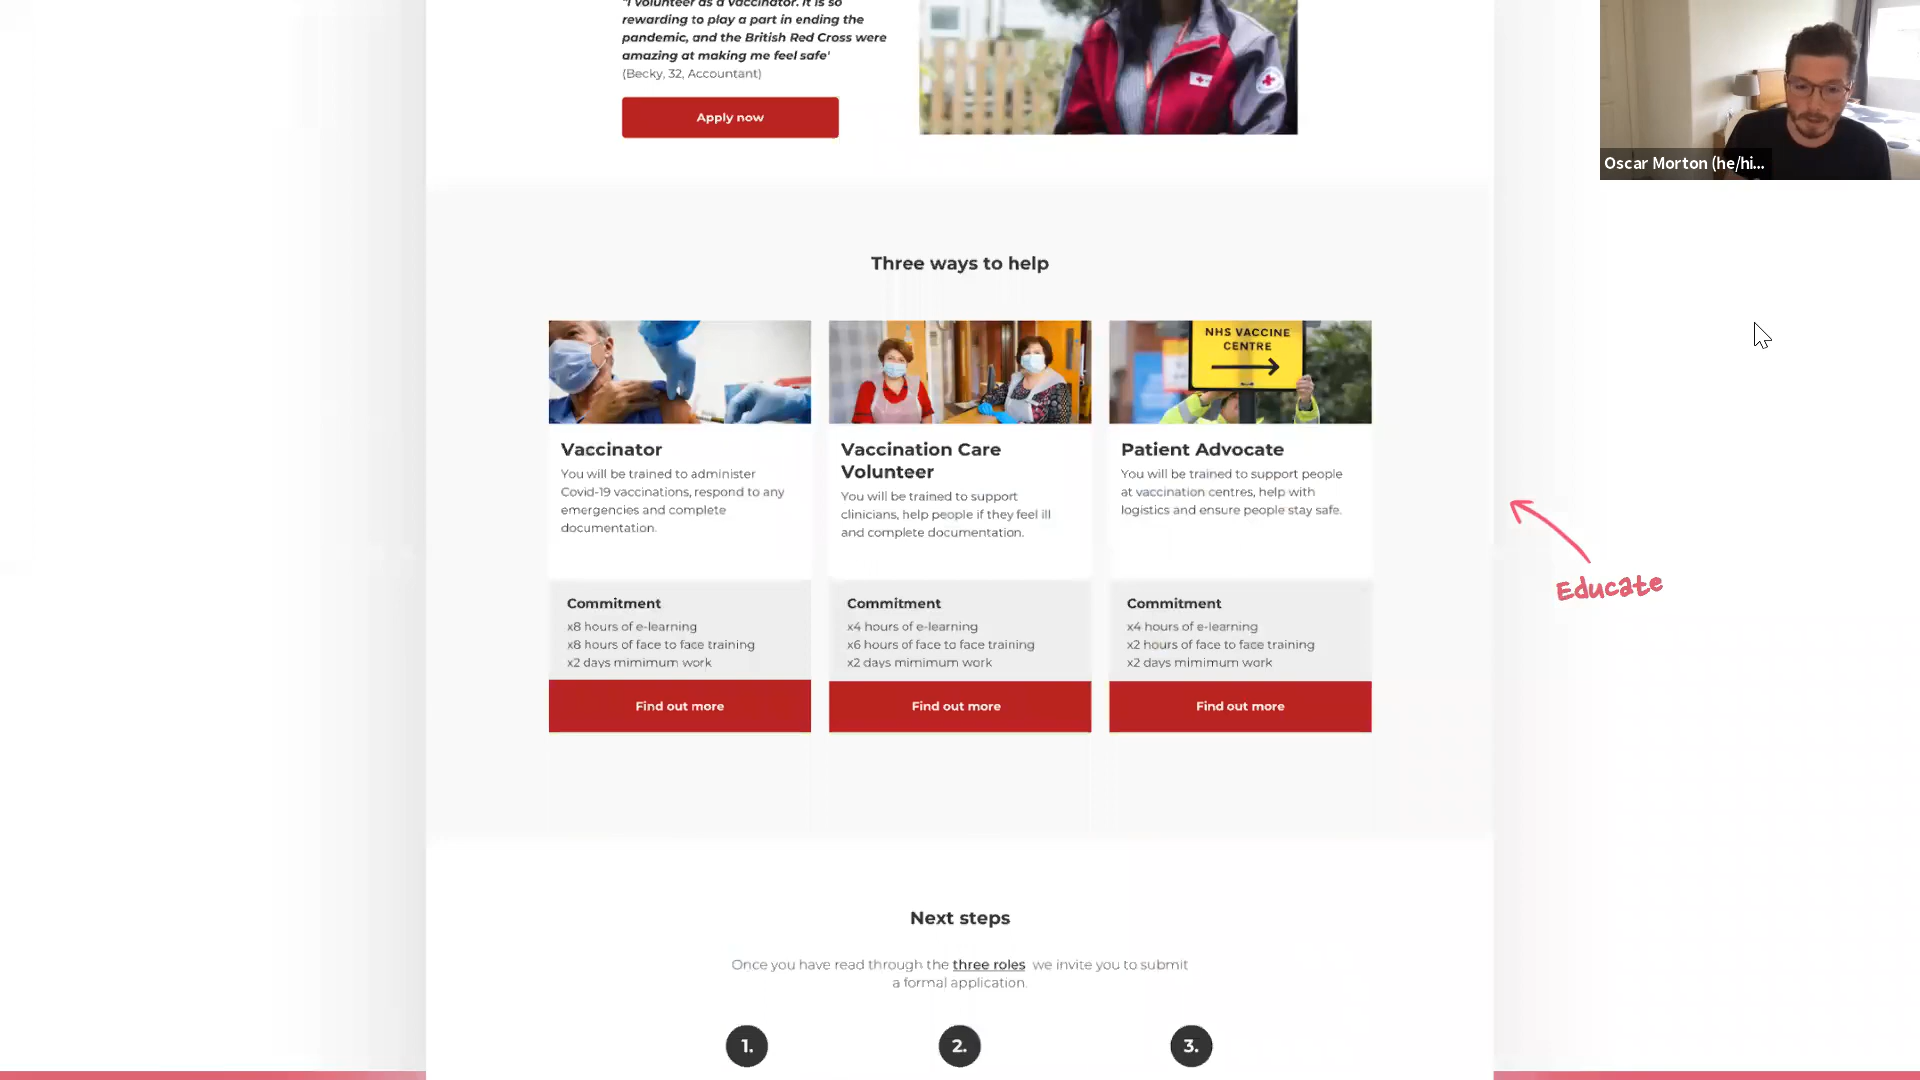 "I volunteer as a vaccinator. It is so
rewarding to play a part in ending the
pandemic, and the British Red Cross were
amazing at making me feel safe'
(Becky, 32, Accountant)
Apply now
Oscar Morton (he/hi...
Three ways to help
NHS VACCINE
CENTRE
Vaccinator
You will be trained to administer
Covid-19 vaccinations, respond to any
emergencies and complete
documentation.
Vaccination Care
Volunteer
You will be trained to support
clinicians, help people if they feel ill
and complete documentation.
Patient Advocate
You will be trained to support people
at vaccination centres, help with
logistics and ensure people stay safe.
Educate
Commitment
x8 hours of e-learning
x8 hours of face to face training
x2 days mimimum work
Commitment
x4 hours of e-learning
x6 hours of face to face training
x2 days mimimum work
Commitment
x4 hours of e-learning
x2 hours of face to face training
x2 days mimimum work
Find out more
Find out more
Find out more
Next steps
Once you have read through the three roles we invite you to submit
a formal application.
1.
2.
3.